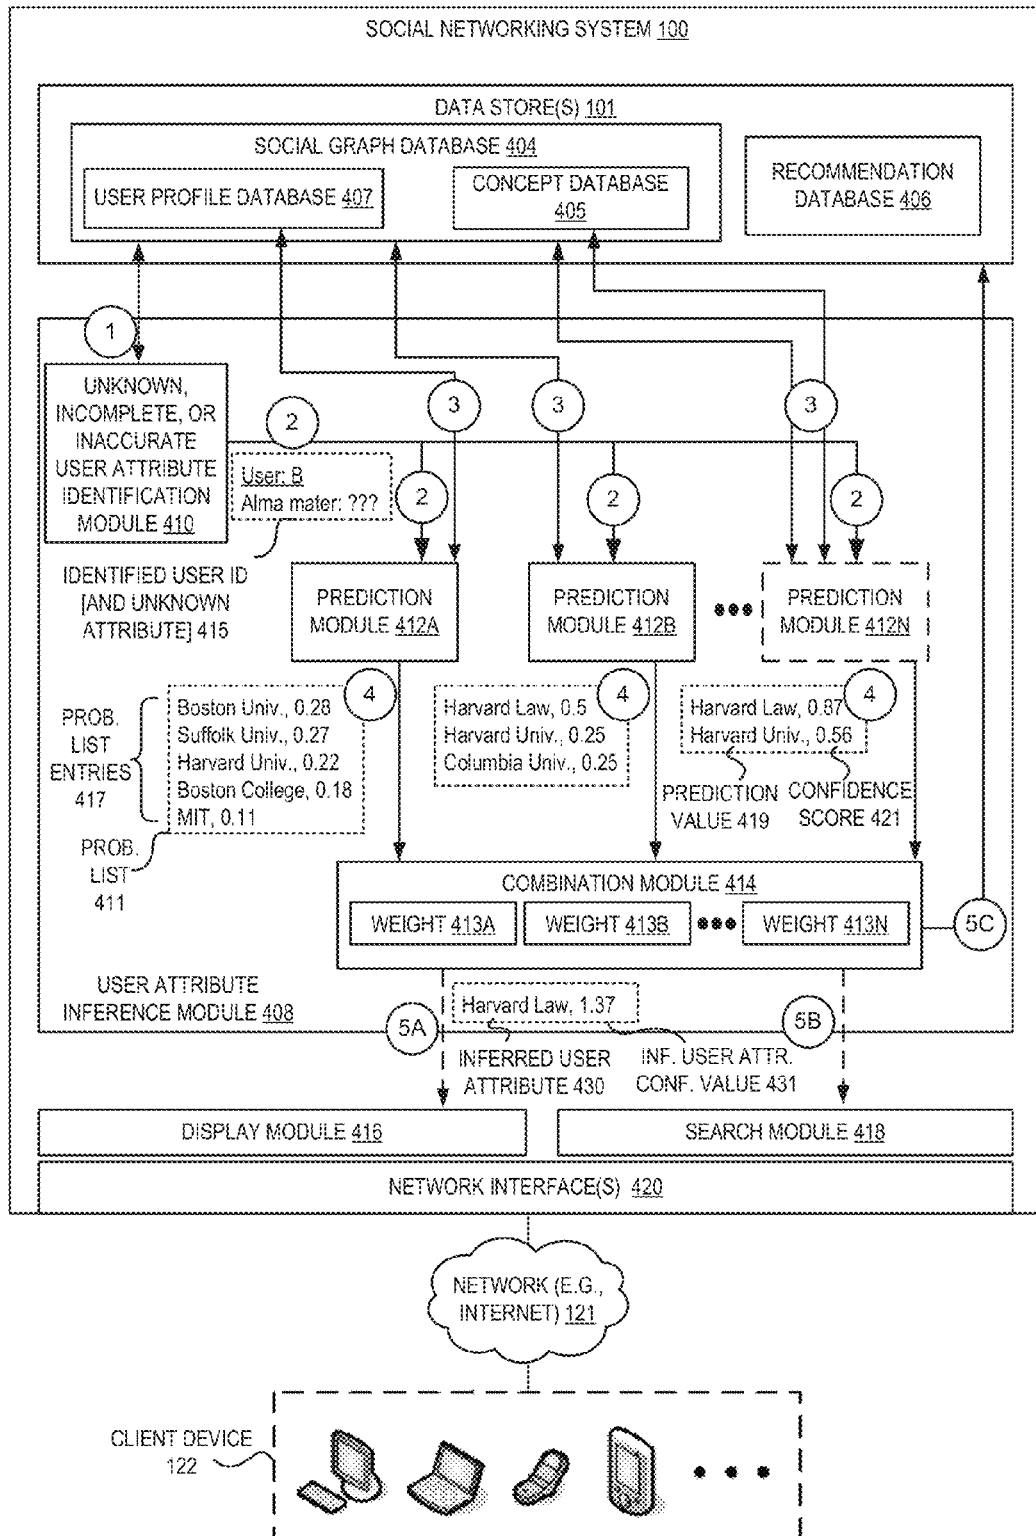 SOCIAL NETWORKING SYSTEM 100
DATA STORE(S) 101
SOCIAL GRAPH DATABASE 404
USER PROFILE DATABASE 407
CONCEPT DATABASE
405
RECOMMENDATION
DATABASE 406
1
UNKNOWN,
INCOMPLETE, OR
INACCURATE
USER ATTRIBUTE
IDENTIFICATION
MODULE 410
2
3
3
3
User: B
Alma mater: ???
2
2
2
IDENTIFIED USER ID
[AND UNKNOWN
ATTRIBUTE] 415
PREDICTION
MODULE 412A
PREDICTION
MODULE 412B
PREDICTION
MODULE 412N
4
4
4
PROB.
LIST
ENTRIES
417
Boston Univ., 0.28
Suffolk Univ., 0.27
Harvard Univ., 0.22
Boston College, 0.18
MIT, 0.11
Harvard Law, 0.5
Harvard Univ., 0.25
Columbia Univ., 0.25
Harvard Law, 0.87
Harvard Univ., 0.56
PREDICTION
VALUE 419
CONFIDENCE
SCORE 421
PROB.
LIST
411
COMBINATION MODULE 414
WEIGHT 413A
WEIGHT 413B
WEIGHT 413N
5C
USER ATTRIBUTE
INFERENCE MODULE 408
5A
Harvard Law, 1.37
5B
INFERRED USER
ATTRIBUTE 430
INF. USER ATTR.
CONF. VALUE 431
DISPLAY MODULE 416
SEARCH MODULE 418
NETWORK INTERFACE(S) 420
NETWORK (E.G.,
INTERNET) 121
CLIENT DEVICE
122